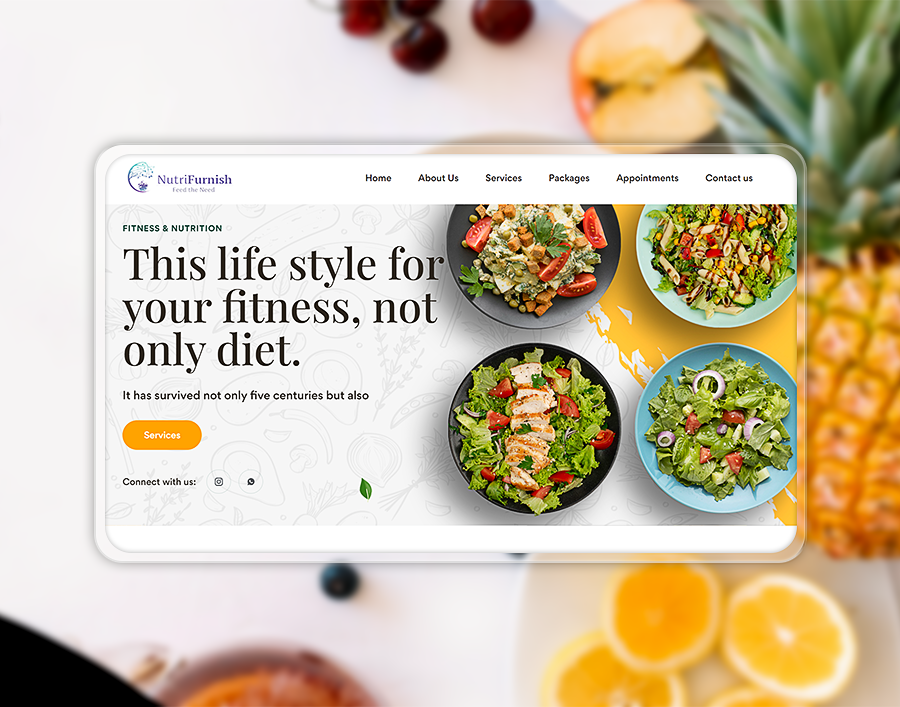 NutriFurnish
Feed the Need
Home About Us Services Packages Appointments Contact us
FITNESS & NUTRITION
This life style for
your fitness, not
only diet.
It has survived not only five centuries but also
Services
Connect with us: